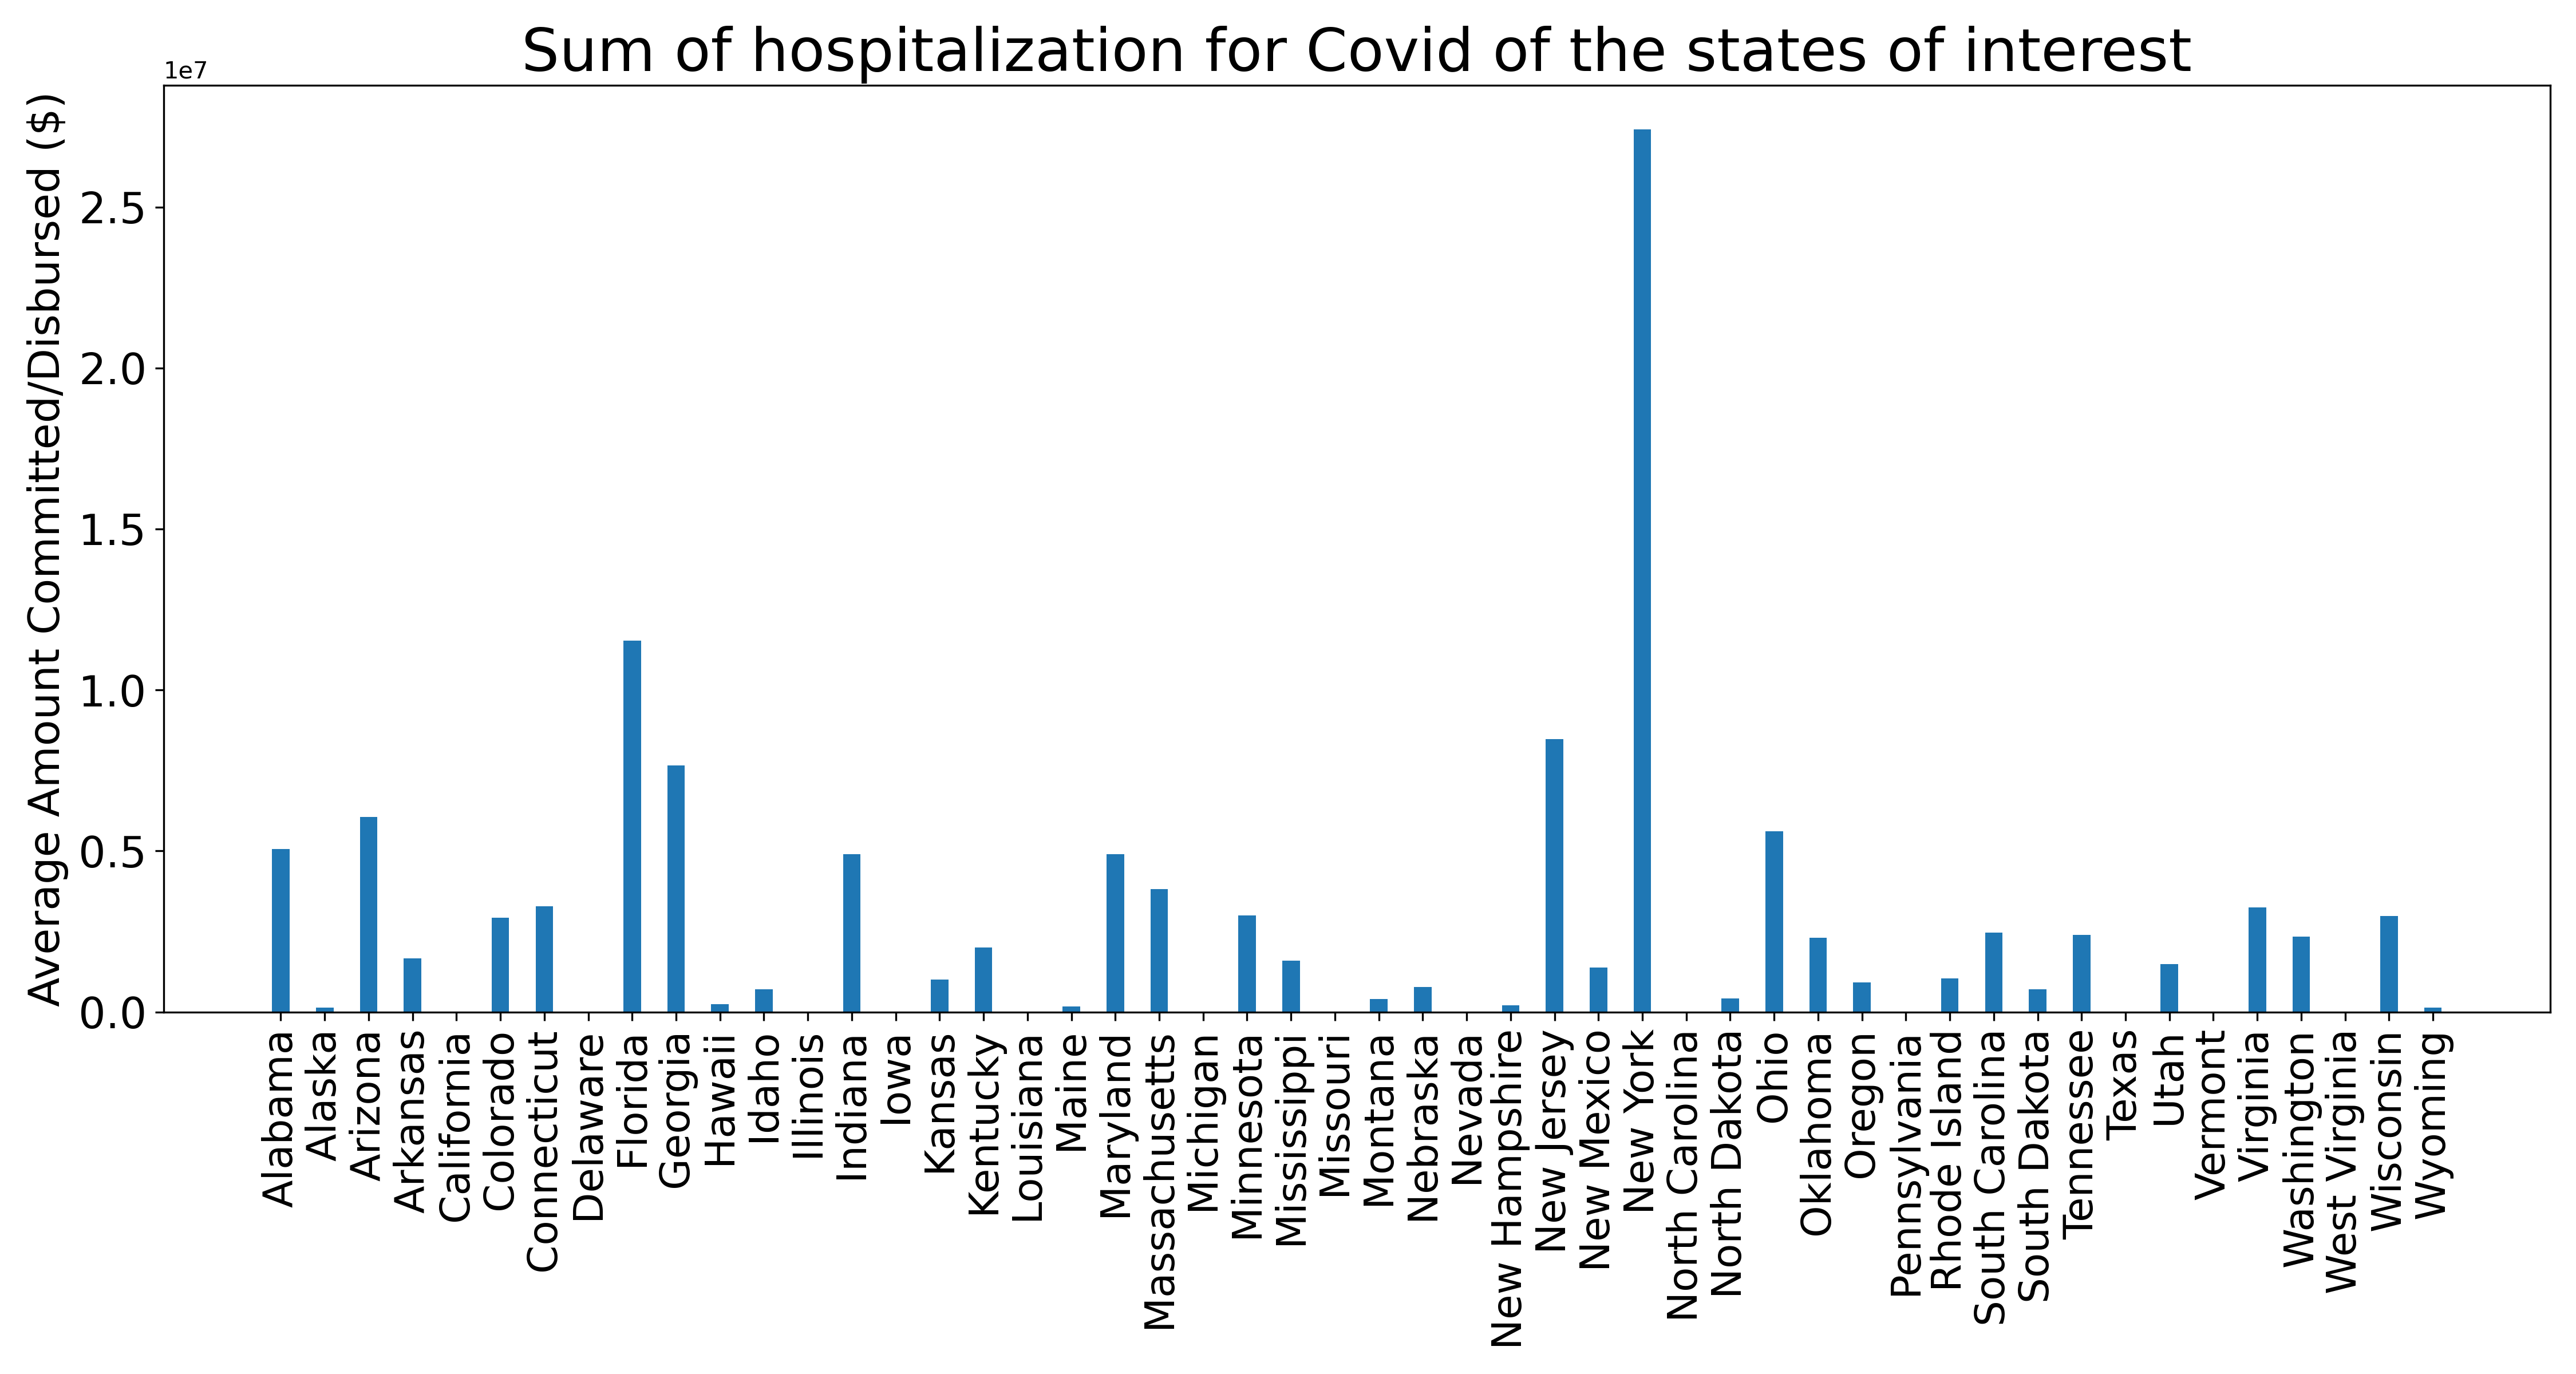 Sum of hospitalization for Covid of the states of interest
1e7
Average Amount Committed/Disbursed ($)
2.5
2.0
1.5
1.0
0.5
0.0
Alabama
Alaska
Arizona
Arkansas
California
Colorado
Connecticut
Delaware
Florida
Georgia
Hawaii
Idaho
Illinois
Indiana
Iowa
Kansas
Kentucky
Louisiana
Maine
Maryland
Massachusetts
Michigan
Minnesota
Mississippi
Missouri
Montana
Nebraska
Nevada
New Hampshire
New Jersey
New Mexico
New York
North Carolina
North Dakota
Ohio
Oklahoma
Oregon
Pennsylvania
Rhode Island
South Carolina
South Dakota
Tennessee
Texas
Utah
Vermont
Virginia
Washington
West Virginia
Wisconsin
Wyoming